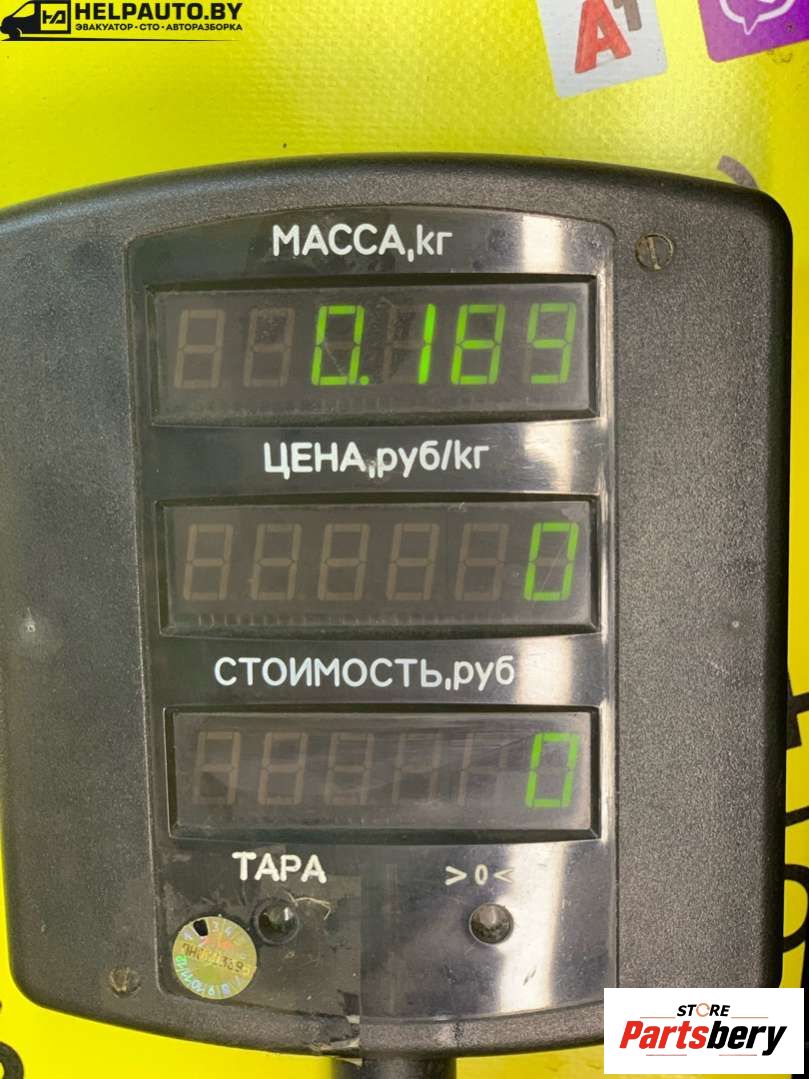 HELPAUTO.BY
ЭВАКУАТОР·СТО·АВТОРАЗБОРКА
A1
МАССА,кг
0.189
ЦЕНА,руб/кг
0
СТОИМОСТЬ,руб
0
ТАРА
>0<
STORE
Partsbery